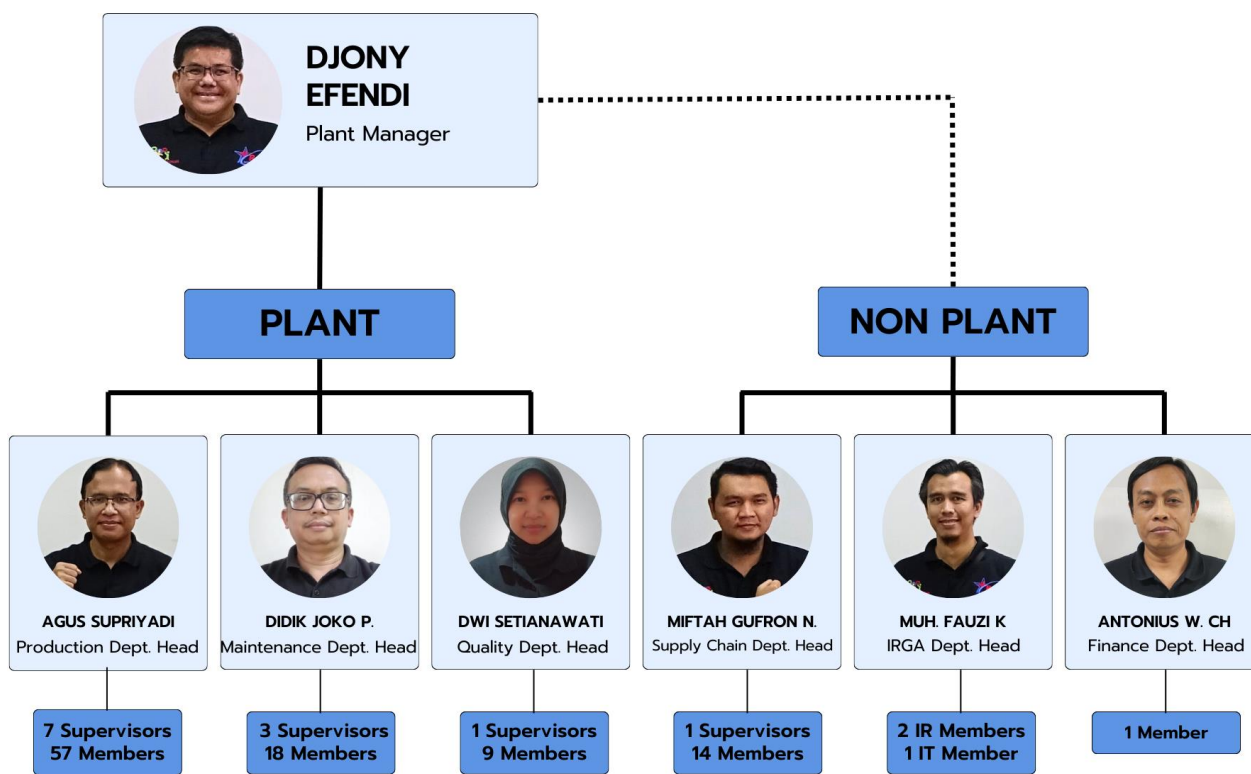 DJONY
EFENDI
Plant Manager
PLANT
NON PLANT
AGUS SUPRIYADI
Production Dept. Head
7 Supervisors
57 Members
DIDIK JOKO P.
Maintenance Dept. Head
3 Supervisors
18 Members
DWI SETIANAWATI
Quality Dept. Head
1 Supervisors
9 Members
MIFTAH GUFRON N.
Supply Chain Dept. Head
1 Supervisors
14 Members
MUH. FAUZI K
IRGA Dept. Head
2 IR Members
1 IT Member
ANTONIUS W. CH
Finance Dept. Head
1 Member